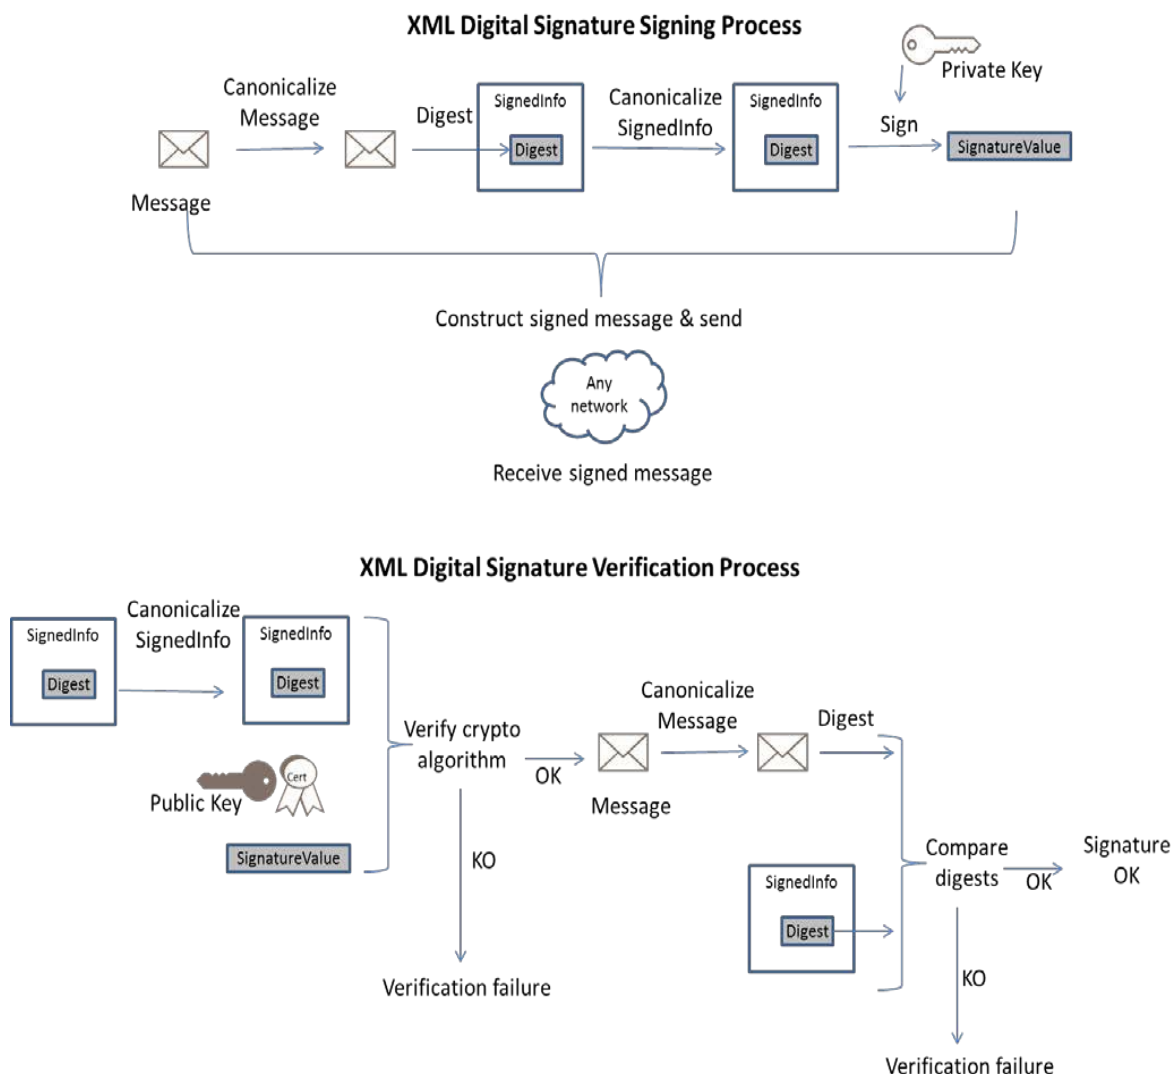 XML Digital Signature Signing Process
Private Key
Canonicalize
Message
Digest
SignedInfo
Digest
Canonicalize
SignedInfo
SignedInfo
Digest
Sign
SignatureValue
Message
Construct signed message & send
Any
network
Receive signed message
XML Digital Signature Verification Process
SignedInfo
Digest
Canonicalize
SignedInfo
SignedInfo
Digest
Public Key
Cert
SignatureValue
Verify crypto
algorithm
OK
KO
Verification failure
Message
Canonicalize
Message
Digest
SignedInfo
Digest
Compare
digests
OK
Signature
OK
KO
Verification failure